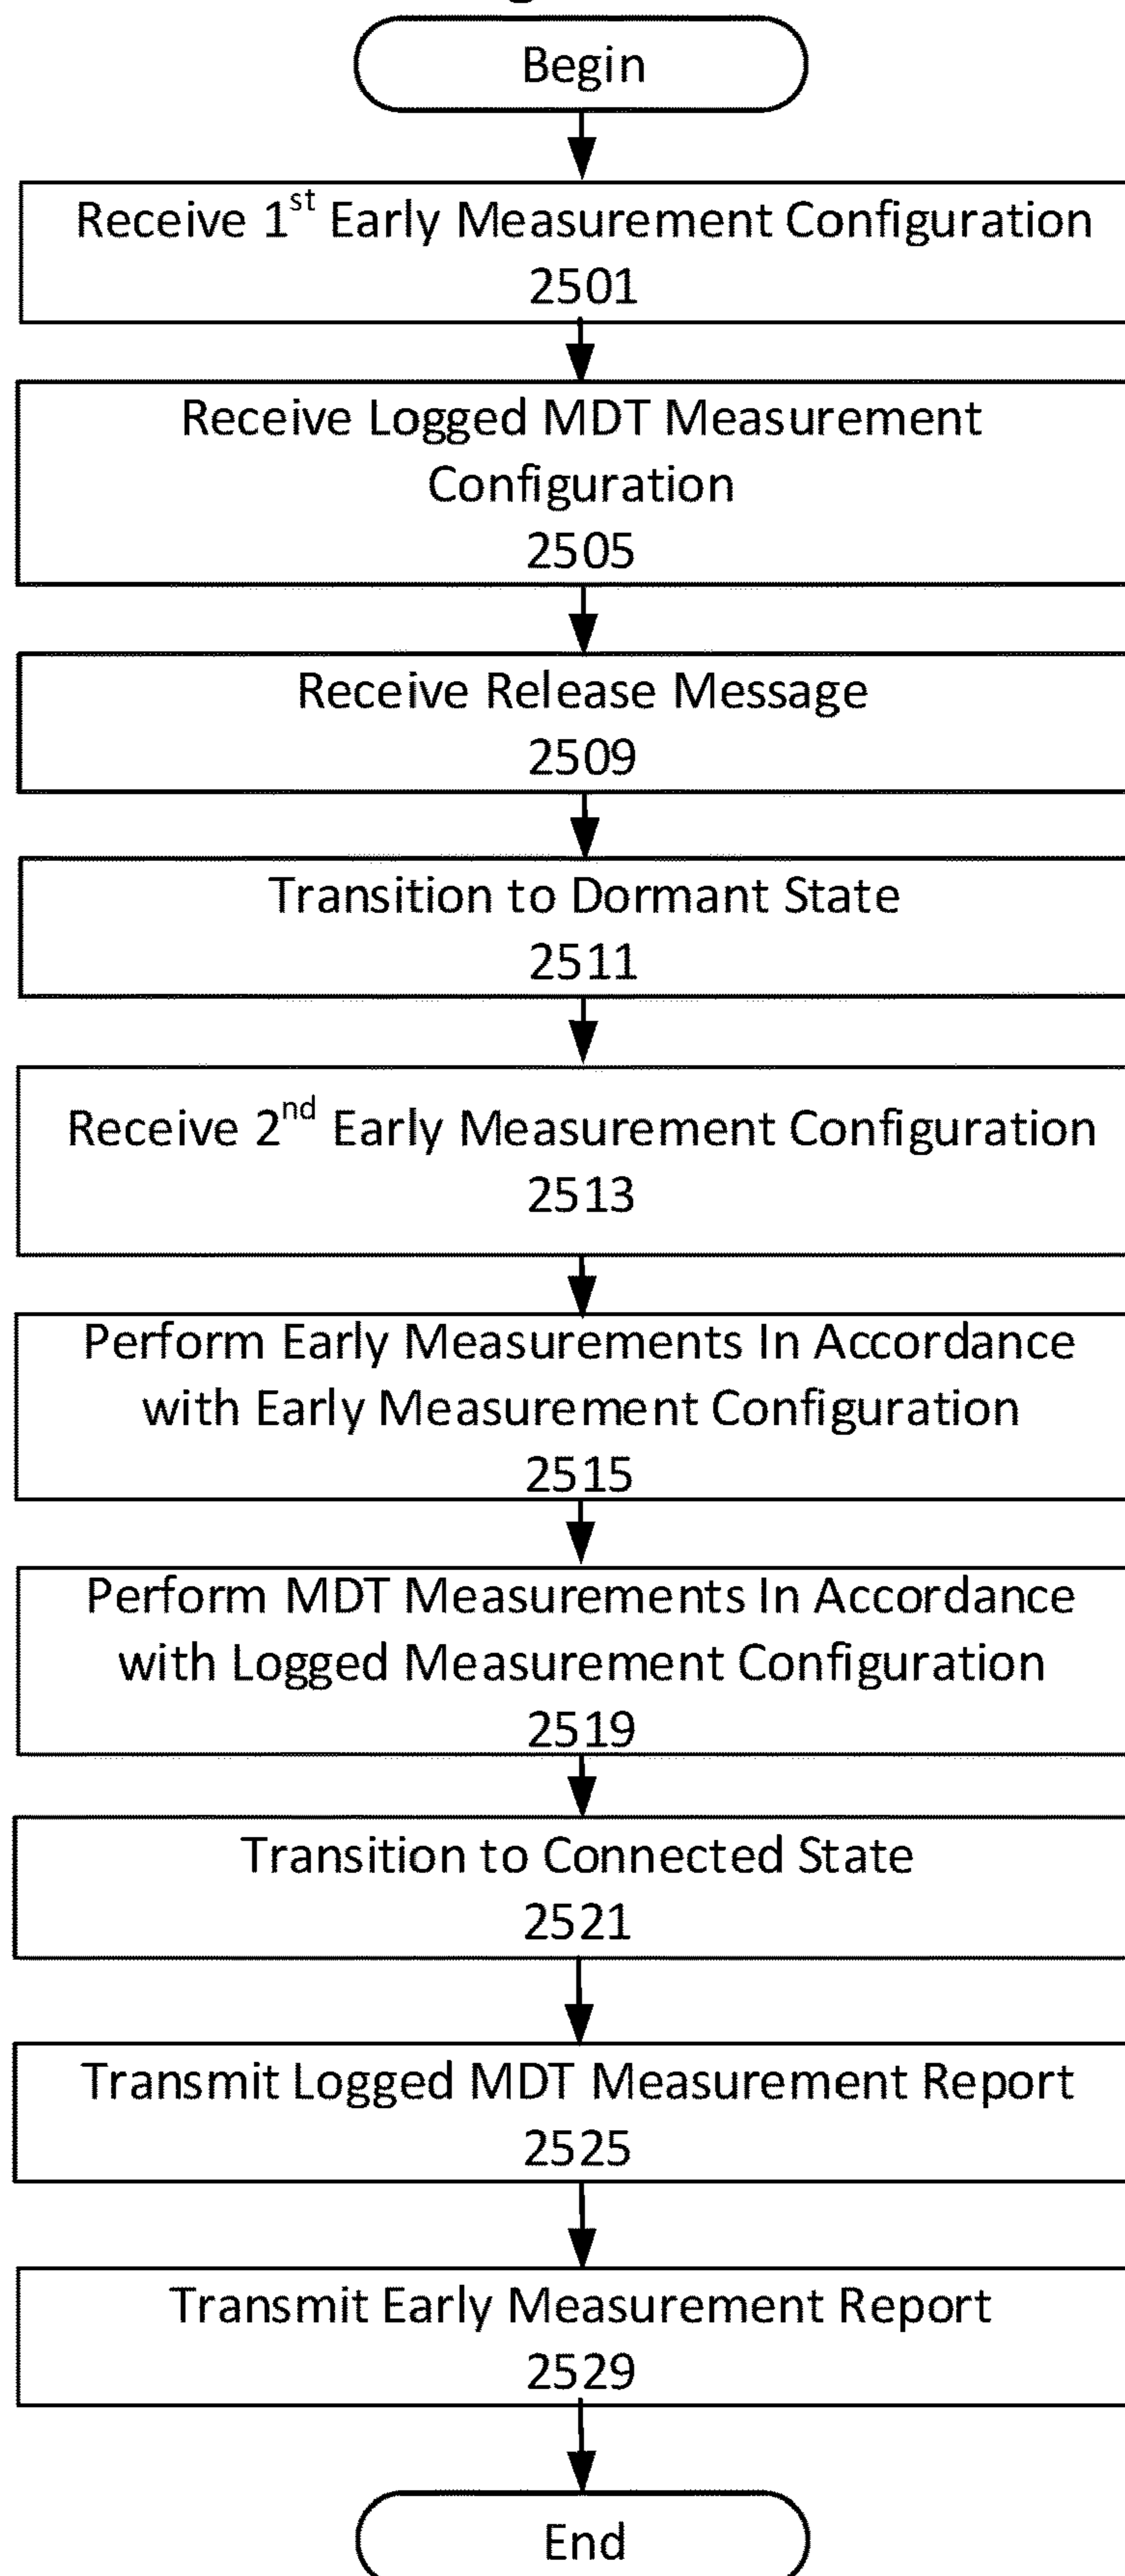 Begin
Receive 1st Early Measurement Configuration
2501
Receive Logged MDT Measurement
Configuration
2505
Receive Release Message
2509
Transition to Dormant State
2511
Receive 2nd Early Measurement Configuration
2513
Perform Early Measurements In Accordance
with Early Measurement Configuration
2515
Perform MDT Measurements In Accordance
with Logged Measurement Configuration
2519
Transition to Connected State
2521
Transmit Logged MDT Measurement Report
2525
Transmit Early Measurement Report
2529
End